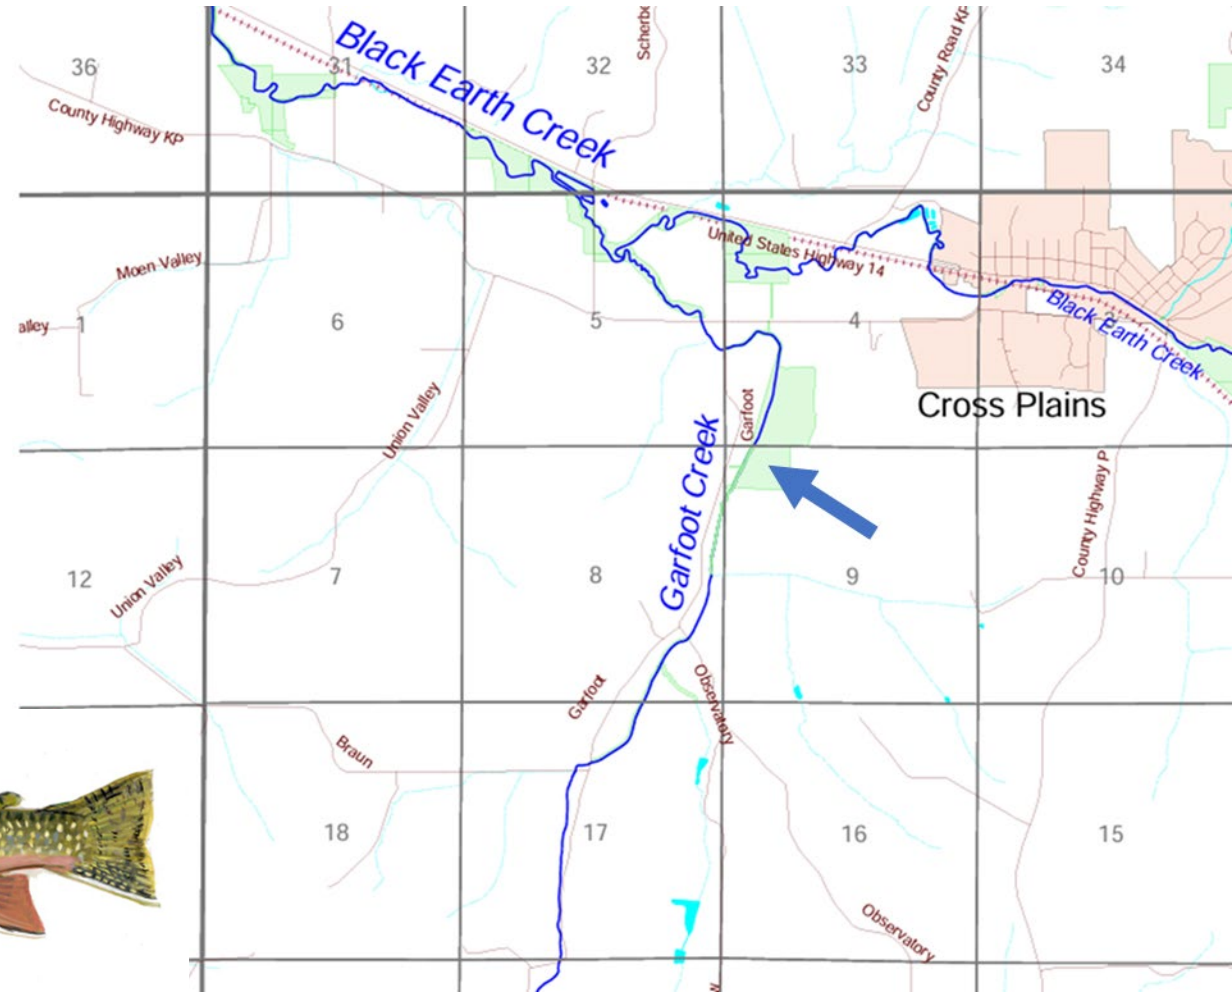 36
31
32
33
34
Scherbe
County Road KP
County Highway KP
Black Earth Creek
Moen Valley
United States Highway 14
alley
1
6
5
4
Black Earth Creek
Cross Plains
Union Valley
Garfoot
Garfoot Creek
County Highway P
12
Union Valley
7
8
9
10
Garfoot
Observatory
Braun
18
17
16
15
Observatory